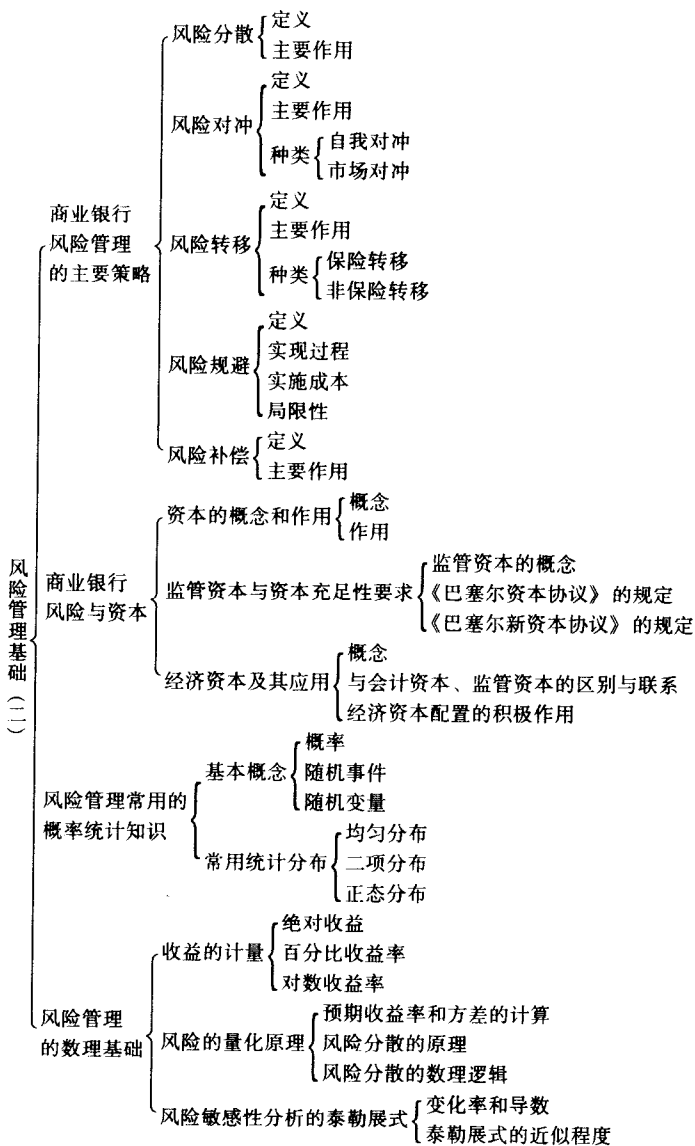 风险管理基础（二）
商业银行
风险管理
的主要策略
风险分散
定义
主要作用
风险对冲
定义
主要作用
种类
自我对冲
市场对冲
风险转移
定义
主要作用
种类
保险转移
非保险转移
风险规避
定义
实现过程
实施成本
局限性
风险补偿
定义
主要作用
商业银行
风险与资本
资本的概念和作用
概念
作用
监管资本与资本充足性要求
监管资本的概念
《巴塞尔资本协议》的规定
《巴塞尔新资本协议》的规定
经济资本及其应用
概念
与会计资本、监管资本的区别与联系
经济资本配置的积极作用
风险管理常用的
概率统计知识
基本概念
概率
随机事件
随机变量
常用统计分布
均匀分布
二项分布
正态分布
风险管理
的数理基础
收益的计量
绝对收益
百分比收益率
对数收益率
风险的量化原理
预期收益率和方差的计算
风险分散的原理
风险分散的数理逻辑
风险敏感性分析的泰勒展式
变化率和导数
泰勒展式的近似程度